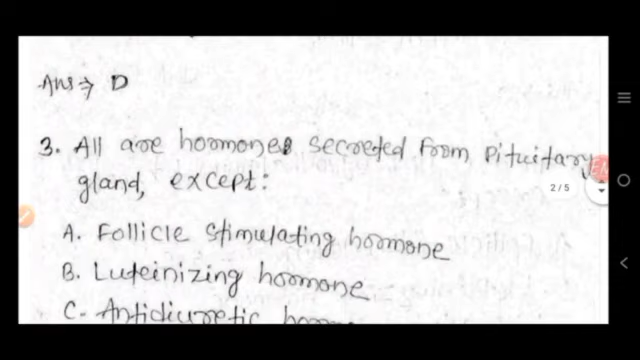 Ans ⇒ D
3. All are hormones secreted from pituitary
gland, except:
2/5
A. Follicle stimulating hormone
B. Luteinizing hormone
C. Antidiuretic